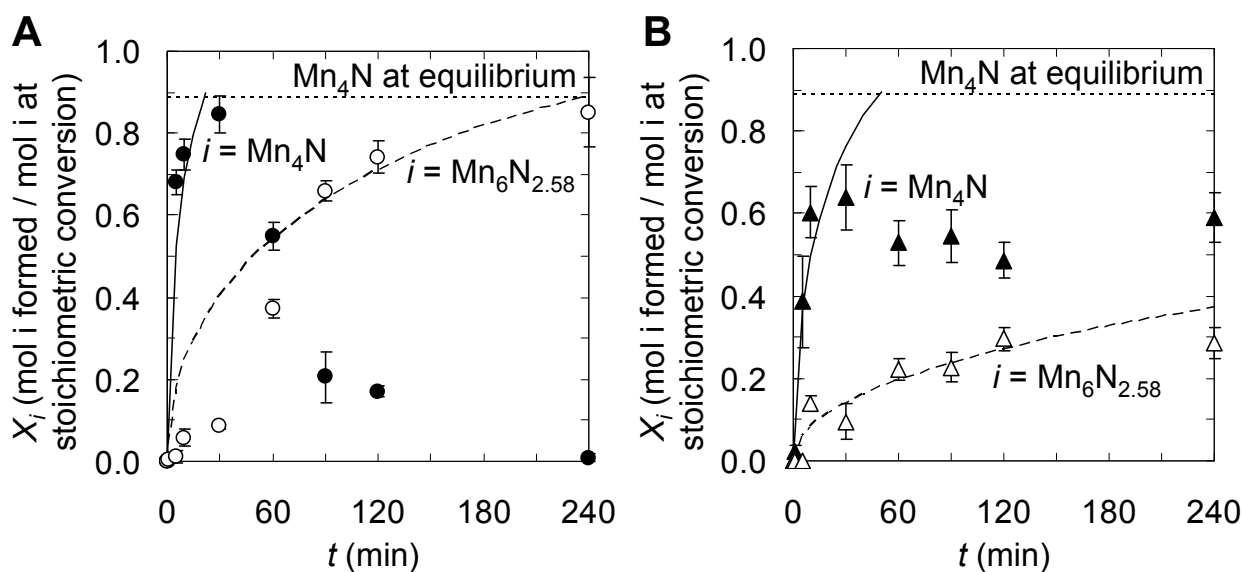 A
X_i (mol i formed / mol i at
stoichiometric conversion)
1.0
0.8
0.6
0.4
0.2
0.0
Mn₄N at equilibrium
i = Mn₄N
i = Mn₆N₂.₅₈
0 60 120 180 240
t (min)
B
X_i (mol i formed / mol i at
stoichiometric conversion)
1.0
0.8
0.6
0.4
0.2
0.0
Mn₄N at equilibrium
i = Mn₄N
i = Mn₆N₂.₅₈
0 60 120 180 240
t (min)